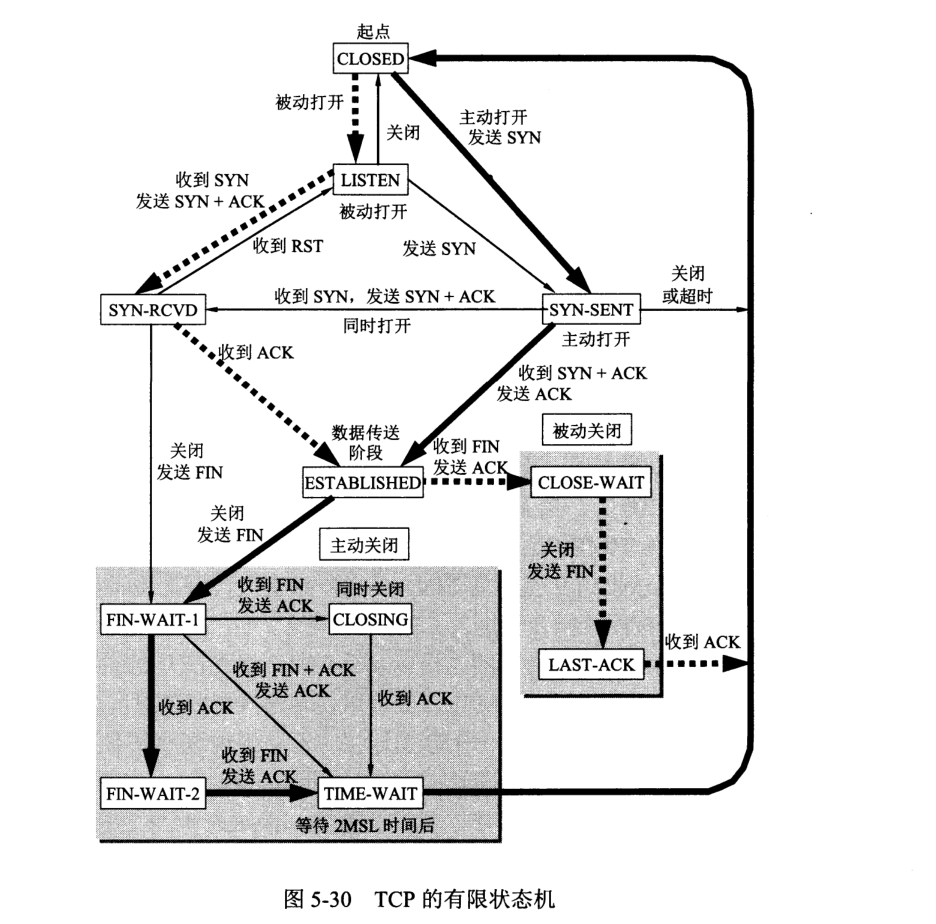 起点
CLOSED
被动打开
关闭
主动打开
发送 SYN
收到 SYN
发送 SYN + ACK
LISTEN
被动打开
收到 RST
发送 SYN
关闭
或超时
SYN-RCVD
收到 SYN，发送 SYN + ACK
同时打开
SYN-SENT
主动打开
收到 ACK
收到 SYN + ACK
发送 ACK
数据传送
阶段
被动关闭
收到 FIN
发送 ACK
关闭
发送 FIN
ESTABLISHED
CLOSE-WAIT
关闭
发送 FIN
主动关闭
关闭
发送 FIN
收到 FIN
发送 ACK
同时关闭
FIN-WAIT-1
CLOSING
收到 ACK
LAST-ACK
收到 FIN + ACK
发送 ACK
收到 ACK
收到 ACK
收到 FIN
发送 ACK
FIN-WAIT-2
TIME-WAIT
等待 2MSL 时间后
图 5-30 TCP 的有限状态机